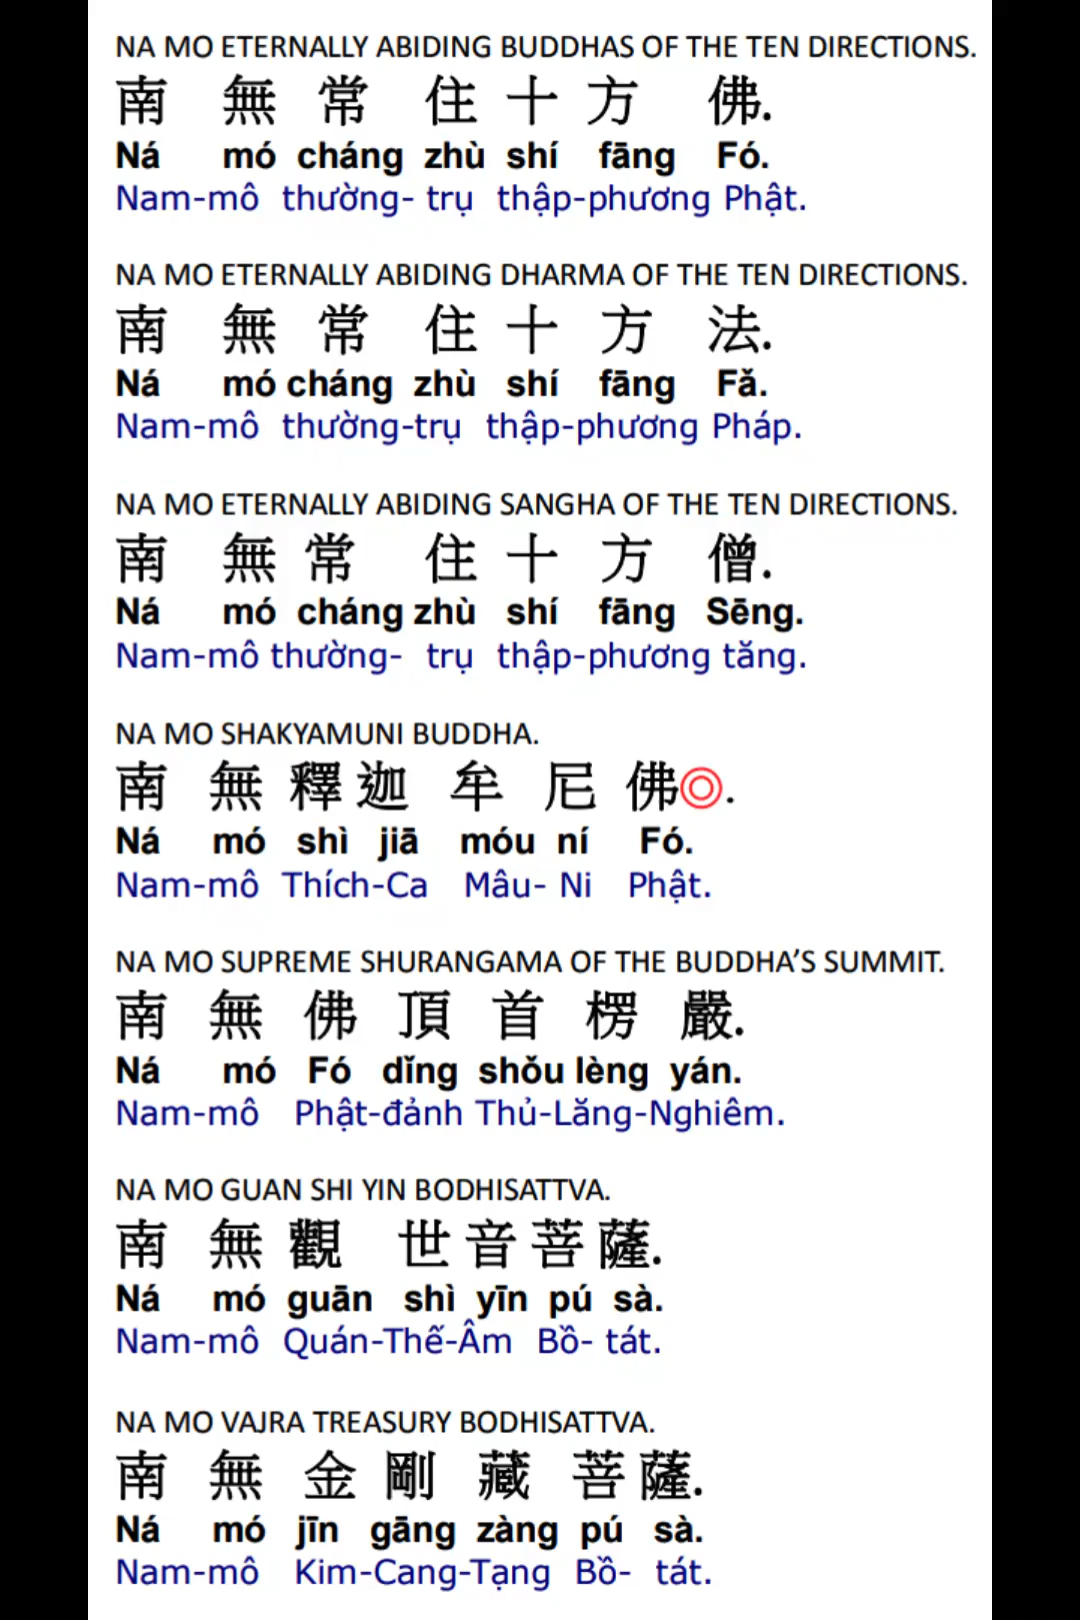 NA MO ETERNALLY ABIDING BUDDHAS OF THE TEN DIRECTIONS.
南 無 常 住 十 方 佛.
Ná mó cháng zhù shí fāng Fó.
Nam-mô thường- trụ thập-phương Phật.
NA MO ETERNALLY ABIDING DHARMA OF THE TEN DIRECTIONS.
南 無 常 住 十 方 法.
Ná mó cháng zhù shí fāng Fǎ.
Nam-mô thường-trụ thập-phương Pháp.
NA MO ETERNALLY ABIDING SANGHA OF THE TEN DIRECTIONS.
南 無 常 住 十 方 僧.
Ná mó cháng zhù shí fāng Sēng.
Nam-mô thường- trụ thập-phương tăng.
NA MO SHAKYAMUNI BUDDHA.
南 無 釋 迦 牟 尼 佛◎.
Ná mó shì jiā móu ní Fó.
Nam-mô Thích-Ca Mâu- Ni Phật.
NA MO SUPREME SHURANGAMA OF THE BUDDHA’S SUMMIT.
南 無 佛 頂 首 楞 嚴.
Ná mó Fó dǐng shǒu lèng yán.
Nam-mô Phật-đảnh Thủ-Lăng-Nghiêm.
NA MO GUAN SHI YIN BODHISATTVA.
南 無 觀 世 音 菩 薩.
Ná mó guān shì yīn pú sà.
Nam-mô Quán-Thế-Âm Bồ- tát.
NA MO VAJRA TREASURY BODHISATTVA.
南 無 金 剛 藏 菩 薩.
Ná mó jīn gāng zàng pú sà.
Nam-mô Kim-Cang-Tạng Bồ- tát.